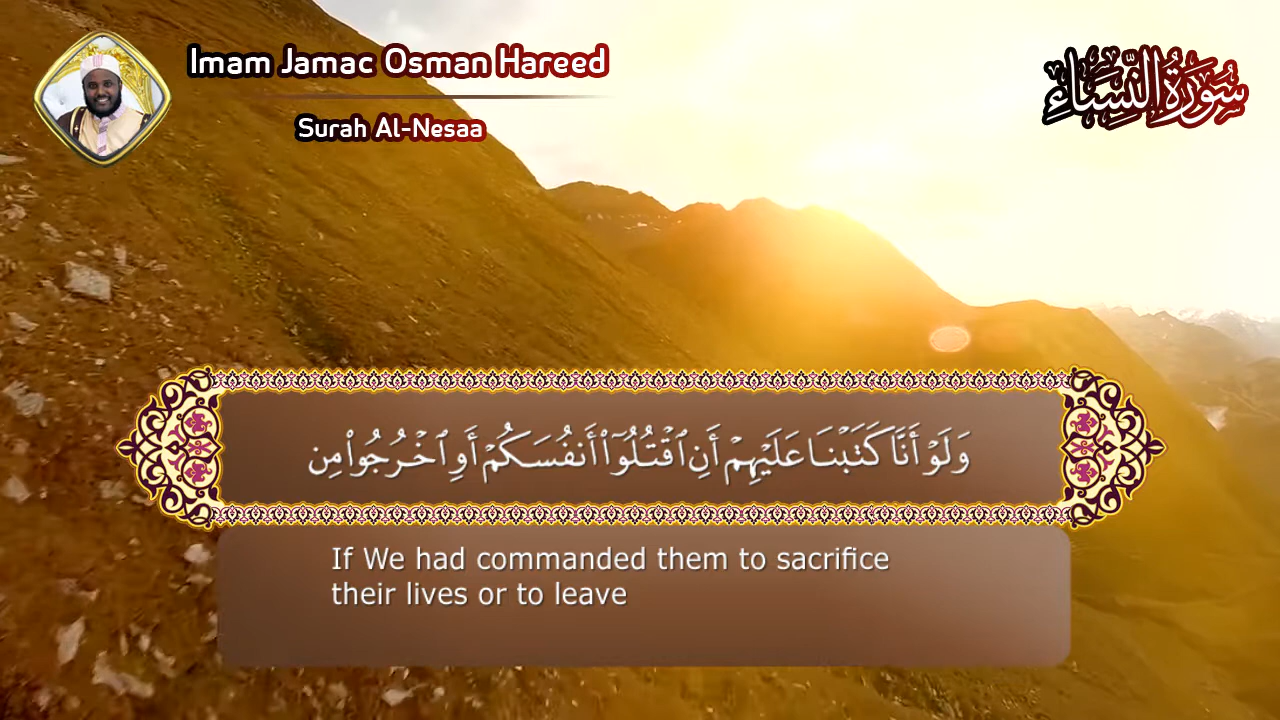 Imam Jamac Osman Hareed
Surah Al-Nesaa
سُورَةُ النِّسَاءِ
وَلَوْ أَنَّا كَتَبْنَا عَلَيْهِمْ أَنِ ٱقْتُلُوٓا۟ أَنفُسَكُمْ أَوِ ٱخْرُجُوا۟ مِن
If We had commanded them to sacrifice
their lives or to leave